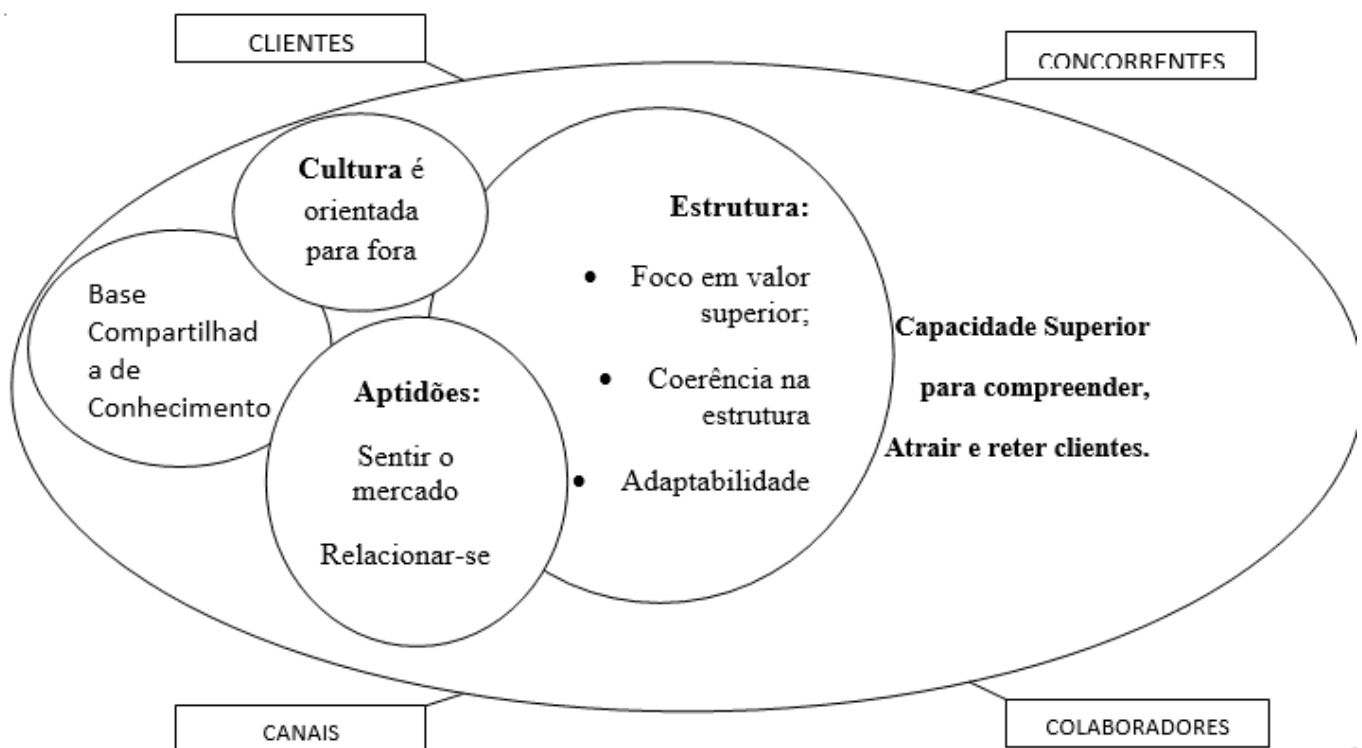 CLIENTES
CONCORRENTES
Cultura é
orientada
para fora
Base
Compartilhad
a de
Conhecimento
Aptidões:
Sentir o
mercado
Relacionar-se
Estrutura:
• Foco em valor
superior;
• Coerência na
estrutura
• Adaptabilidade
Capacidade Superior
para compreender,
Atrair e reter clientes.
CANAIS
COLABORADORES